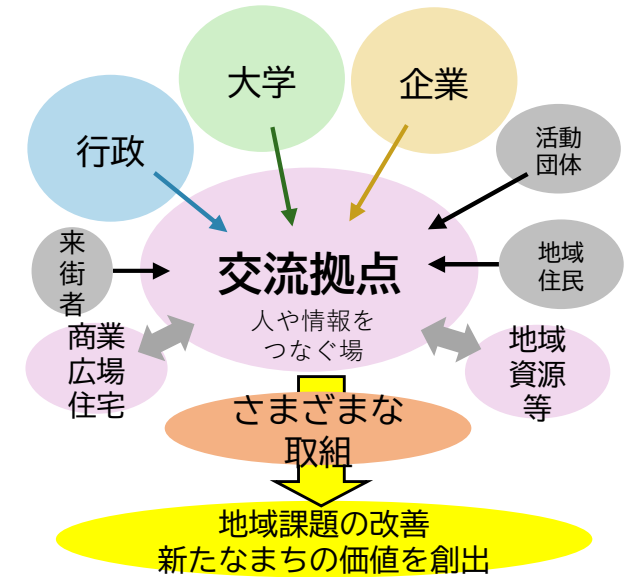 大学
企業
行政
活動
団体
来
街
者
地域
住民
交流拠点
人や情報を
つなぐ場
商業
広場
住宅
地域
資源
等
さまざまな
取組
地域課題の改善
新たなまちの価値を創出